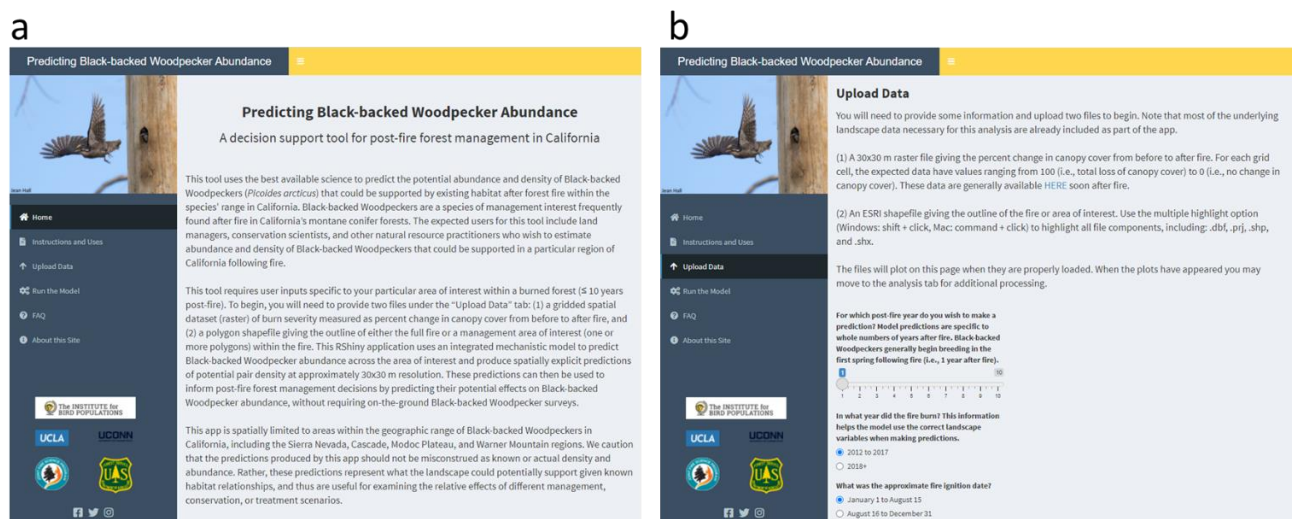 a
Predicting Black-backed Woodpecker Abundance
Jean Hall
Home
Instructions and Uses
Upload Data
Run the Model
FAQ
About this Site
The INSTITUTE for
BIRD POPULATIONS
UCLA
UCONN
UAS
Predicting Black-backed Woodpecker Abundance
A decision support tool for post-fire forest management in California
This tool uses the best available science to predict the potential abundance and density of Black-backed
Woodpeckers (Picoides arcticus) that could be supported by existing habitat after forest fire within the
species' range in California. Black-backed Woodpeckers are a species of management interest frequently
found after fire in California's montane conifer forests. The expected users for this tool include land
managers, conservation scientists, and other natural resource practitioners who wish to estimate
abundance and density of Black-backed Woodpeckers that could be supported in a particular region of
California following fire.
This tool requires user inputs specific to your particular area of interest within a burned forest (≤ 10 years
post-fire). To begin, you will need to provide two files under the "Upload Data" tab: (1) a gridded spatial
dataset (raster) of burn severity measured as percent change in canopy cover from before to after fire, and
(2) a polygon shapefile giving the outline of either the full fire or a management area of interest (one or
more polygons) within the fire. This RShiny application uses an integrated mechanistic model to predict
Black-backed Woodpecker abundance across the area of interest and produce spatially explicit predictions
of potential pair density at approximately 30x30 m resolution. These predictions can then be used to
inform post-fire forest management decisions by predicting their potential effects on Black-backed
Woodpecker abundance, without requiring on-the-ground Black-backed Woodpecker surveys.
This app is spatially limited to areas within the geographic range of Black-backed Woodpeckers in
California, including the Sierra Nevada, Cascade, Modoc Plateau, and Warner Mountain regions. We caution
that the predictions produced by this app should not be misconstrued as known or actual density and
abundance. Rather, these predictions represent what the landscape could potentially support given known
habitat relationships, and thus are useful for examining the relative effects of different management,
conservation, or treatment scenarios.
b
Predicting Black-backed Woodpecker Abundance
Jean Hall
Home
Instructions and Uses
Upload Data
Run the Model
FAQ
About this Site
The INSTITUTE for
BIRD POPULATIONS
UCLA
UCONN
UAS
Upload Data
You will need to provide some information and upload two files to begin. Note that most of the underlying
landscape data necessary for this analysis are already included as part of the app.
(1) A 30x30 m raster file giving the percent change in canopy cover from before to after fire. For each grid
cell, the expected data have values ranging from 100 (i.e., total loss of canopy cover) to 0 (i.e., no change in
canopy cover). These data are generally available HERE soon after fire.
(2) An ESRI shapefile giving the outline of the fire or area of interest. Use the multiple highlight option
(Windows: shift + click, Mac: command + click) to highlight all file components, including: .dbf, .prj, .shp,
and .shx.
The files will plot on this page when they are properly loaded. When the plots have appeared you may
move to the analysis tab for additional processing.
For which post-fire year do you wish to make a
prediction? Model predictions are specific to
whole numbers of years after fire. Black-backed
Woodpeckers generally begin breeding in the
first spring following fire (i.e., 1 year after fire).
1 10
1 2 3 4 5 6 7 8 9 10
In what year did the fire burn? This information
helps the model use the correct landscape
variables when making predictions.
2012 to 2017
2018+
What was the approximate fire ignition date?
January 1 to August 15
August 16 to December 31